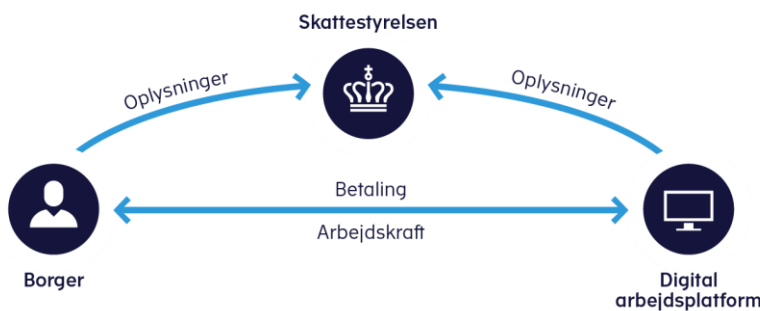 Skattestyrelsen
Oplysninger
Oplysninger
Betaling
Arbejdskraft
Borger
Digital
arbejdsplatform